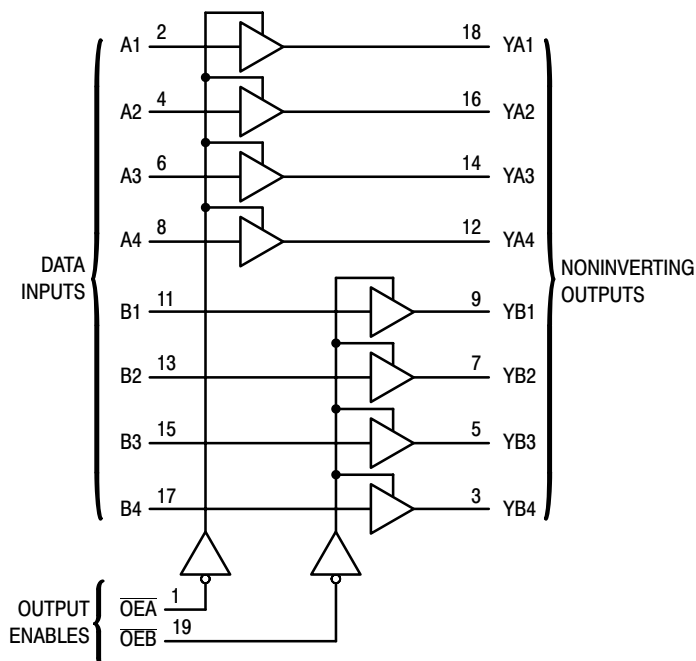 A1 2 18 YA1
A2 4 16 YA2
A3 6 14 YA3
A4 8 12 YA4
DATA
INPUTS
NONINVERTING
OUTPUTS
B1 11 9 YB1
B2 13 7 YB2
B3 15 5 YB3
B4 17 3 YB4
OUTPUT
ENABLES
OEA 1
OEB 19